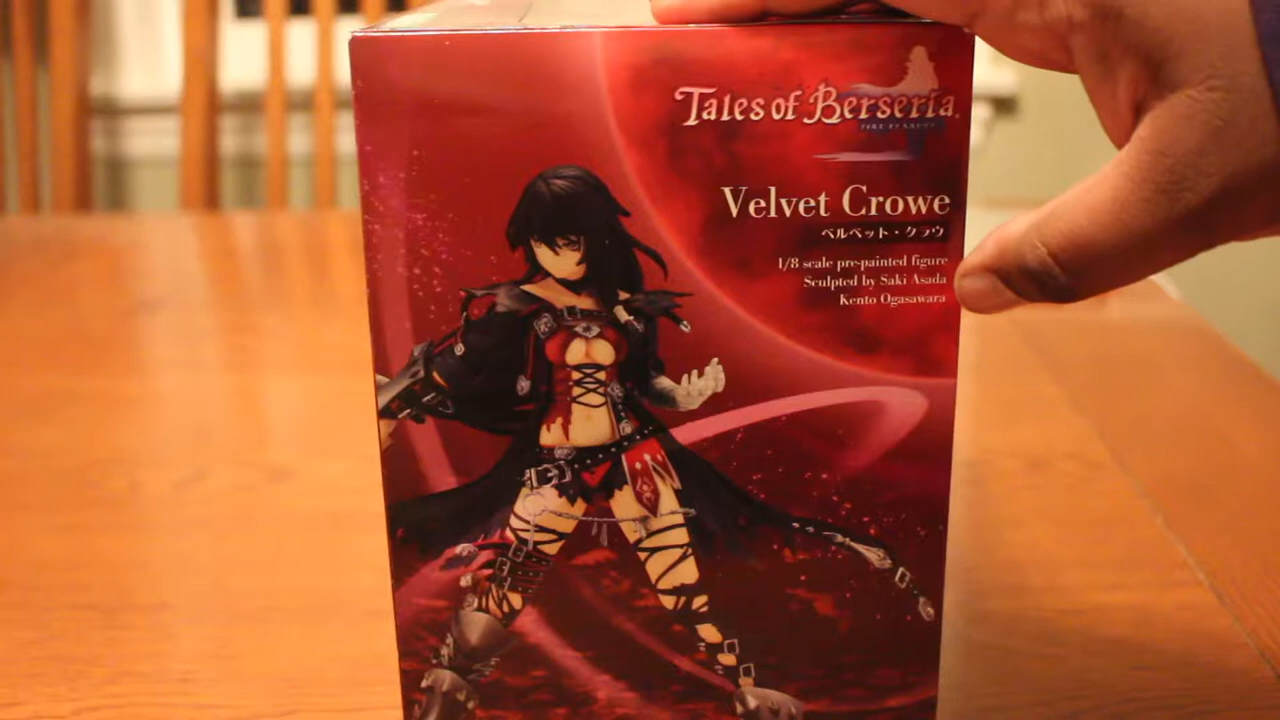 Tales of Berseria
Velvet Crowe
ベルベット・クラウ
1/8 scale pre-painted figure
Sculpted by Saki Asada
Kento Ogasawara